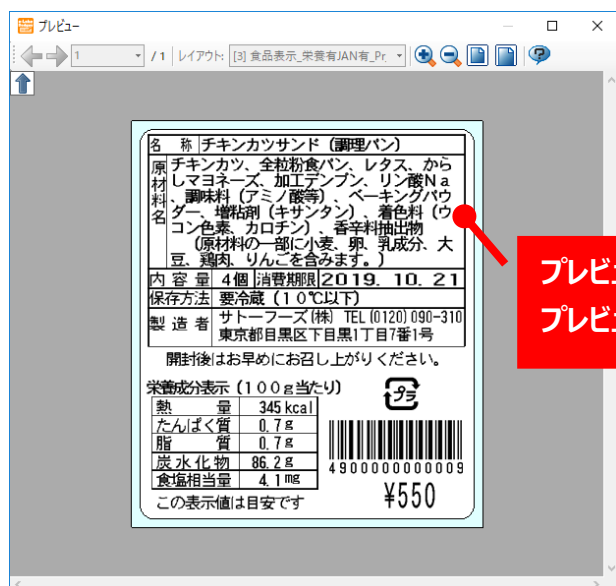 プレビュー
1 / 1 レイアウト: [3] 食品表示_栄養有JAN有_Pr
名 称 チキンカツサンド (調理パン)
原材料名 チキンカツ、全粒粉食パン、レタス、から
しマヨネーズ、加工デンプン、リン酸Na
、調味料(アミノ酸等)、ベーキングパウ
ダー、増粘剤(キサンタン)、着色料(ウ
コン色素、カロチン)、香辛料抽出物
(原材料の一部に小麦、卵、乳成分、大
豆、鶏肉、りんごを含みます。)
内 容 量 4個 消費期限 2019. 10. 21
保存方法 要冷蔵(10℃以下)
製 造 者 サトーフーズ(株) TEL(0120)090-310
東京都目黒区下目黒1丁目7番1号
開封後はお早めにお召し上がりください。
栄養成分表示(100g当たり)
熱 量 345 kcal
たんぱく質 0.7g
脂 質 0.7g
炭水化物 86.2g
食塩相当量 4.1mg
この表示値は目安です
プラ
4900000000009
¥550
プレビ
プレビ